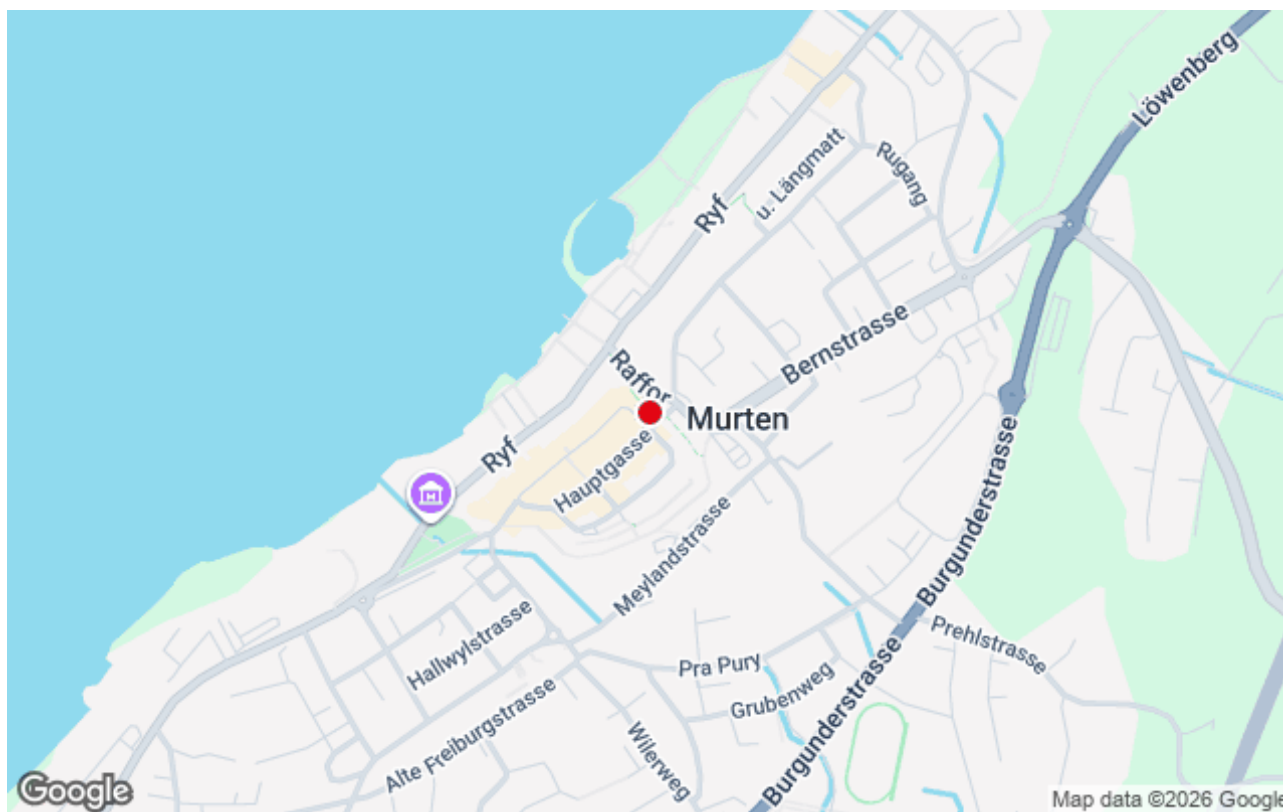 Löwenberg
Rugang
u. Längmatt
Ryf
Bernstrasse
Raffor
Murten
Ryf
Hauptgasse
Meylandstrasse
Burgunderstrasse
Prehlstrasse
Hallwylstrasse
Pra Pury
Grubenweg
Alte Freiburgstrasse
Wilerweg
Burgunderstrasse
Google
Map data ©2026 Google